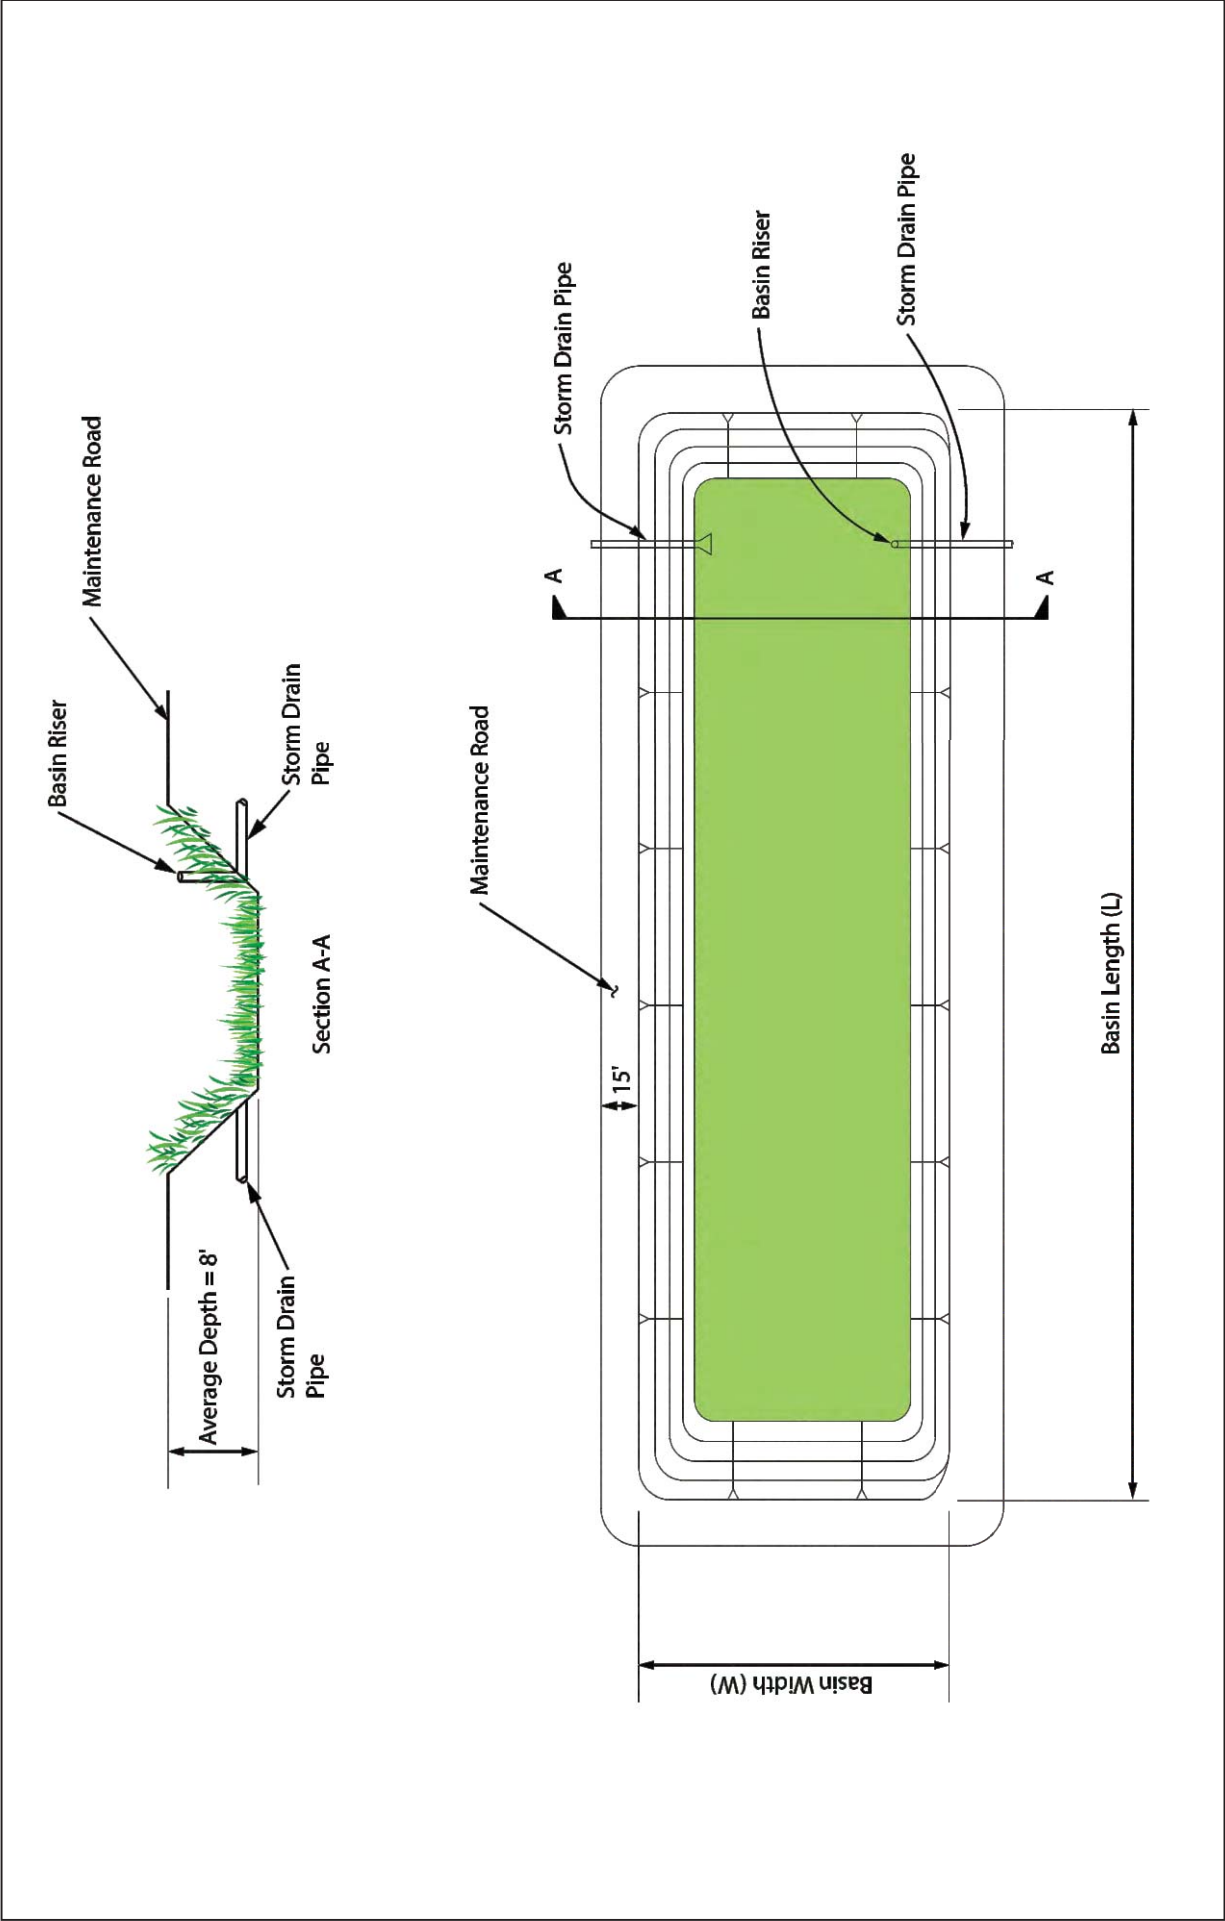 Basin Riser
Maintenance Road
Storm Drain
Pipe
Average Depth = 8'
Storm Drain
Pipe
Section A-A
Maintenance Road
15'
Storm Drain Pipe
Basin Riser
Storm Drain Pipe
A
A
Basin Width (W)
Basin Length (L)